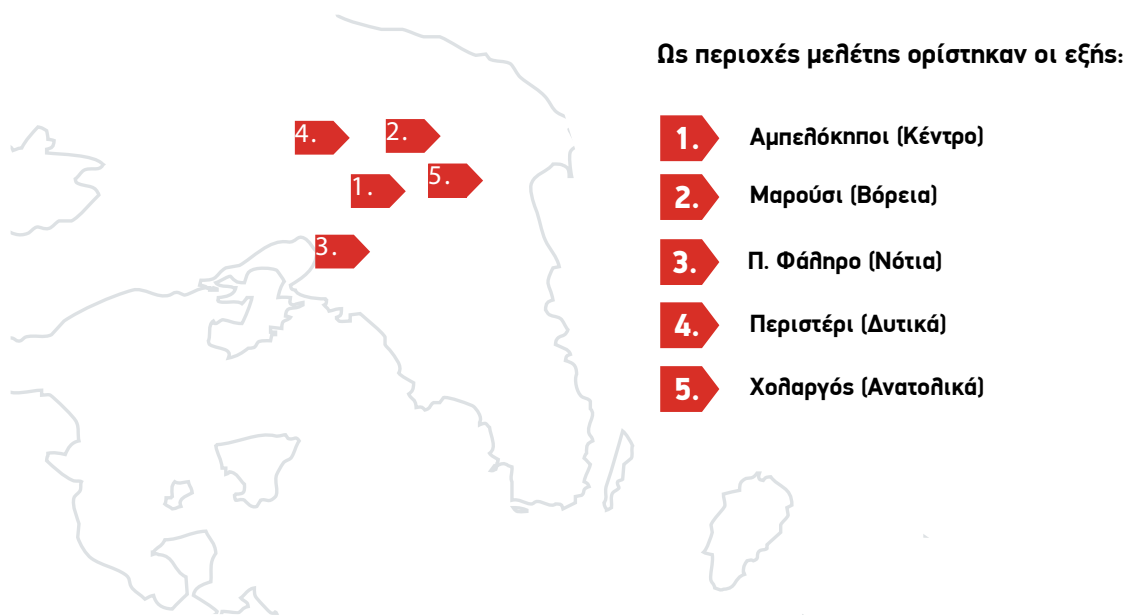 Ως περιοχές μελέτης ορίστηκαν οι εξής:
4.
2.
5.
1.
3.
1. Αμπελόκηποι (Κέντρο)
2. Μαρούσι (Βόρεια)
3. Π. Φάληρο (Νότια)
4. Περιστέρι (Δυτικά)
5. Χολαργός (Ανατολικά)